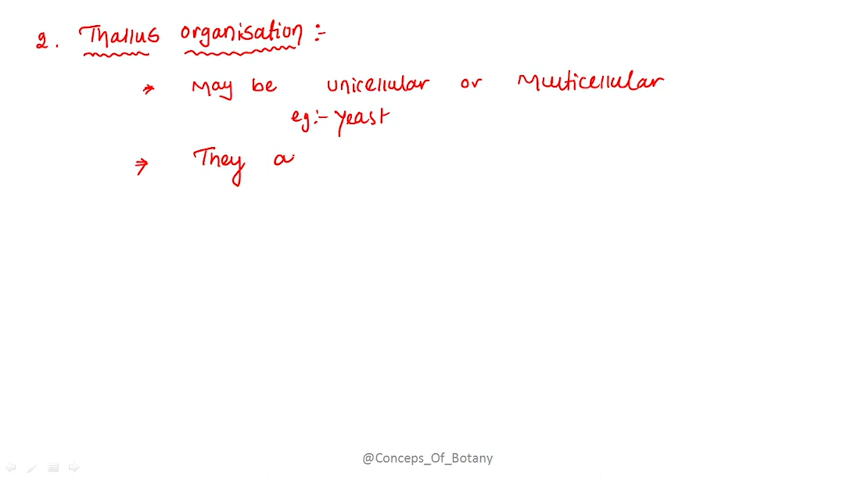 2. Thallus organisation :-
→ May be unicellular or Multicellular
eg:- yeast
⇒ They a
@Conceps_Of_Botany